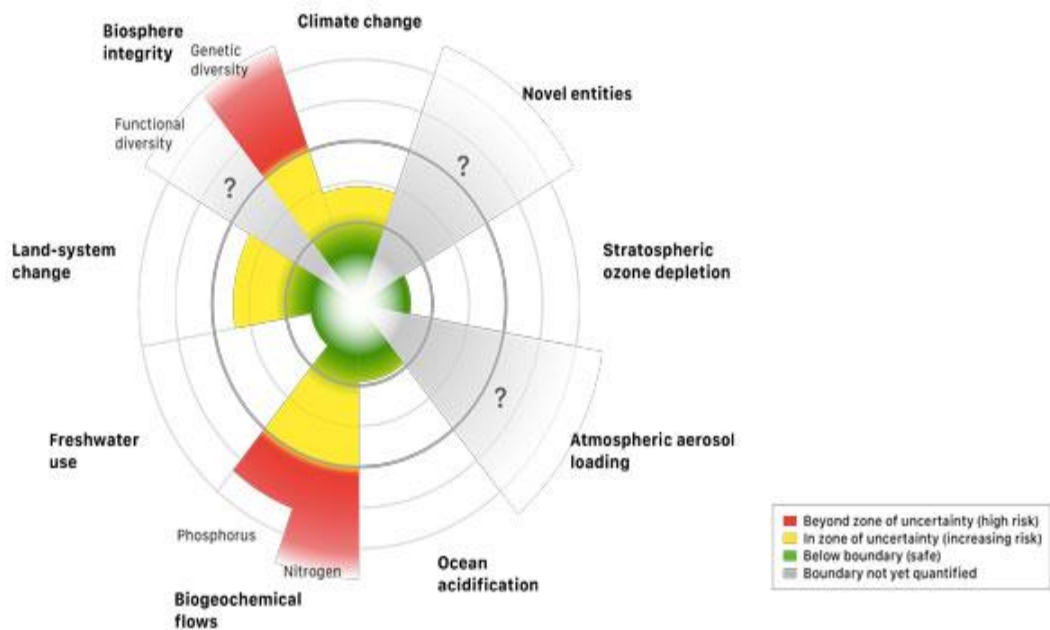 Climate change
Biosphere
integrity
Genetic
diversity
Novel entities
Functional
diversity
?
?
Land-system
change
Stratospheric
ozone depletion
?
Freshwater
use
Atmospheric aerosol
loading
Phosphorus
Nitrogen
Ocean
acidification
Biogeochemical
flows
Beyond zone of uncertainty (high risk)
In zone of uncertainty (increasing risk)
Below boundary (safe)
Boundary not yet quantified